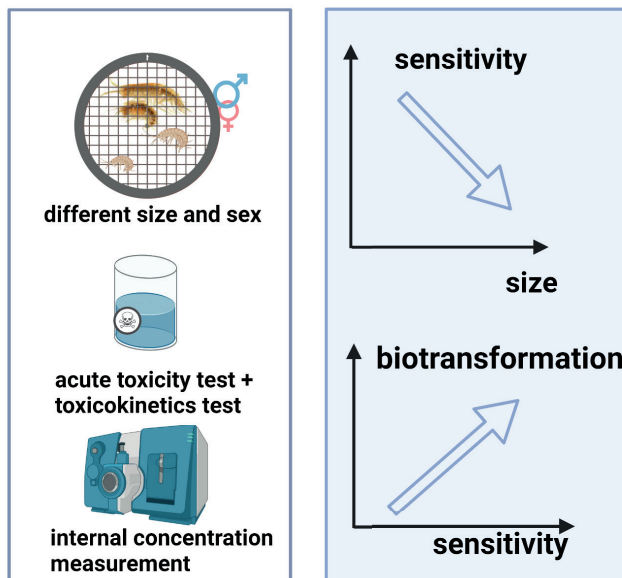 different size and sex
acute toxicity test +
toxicokinetics test
internal concentration
measurement
sensitivity
size
biotransformation
sensitivity